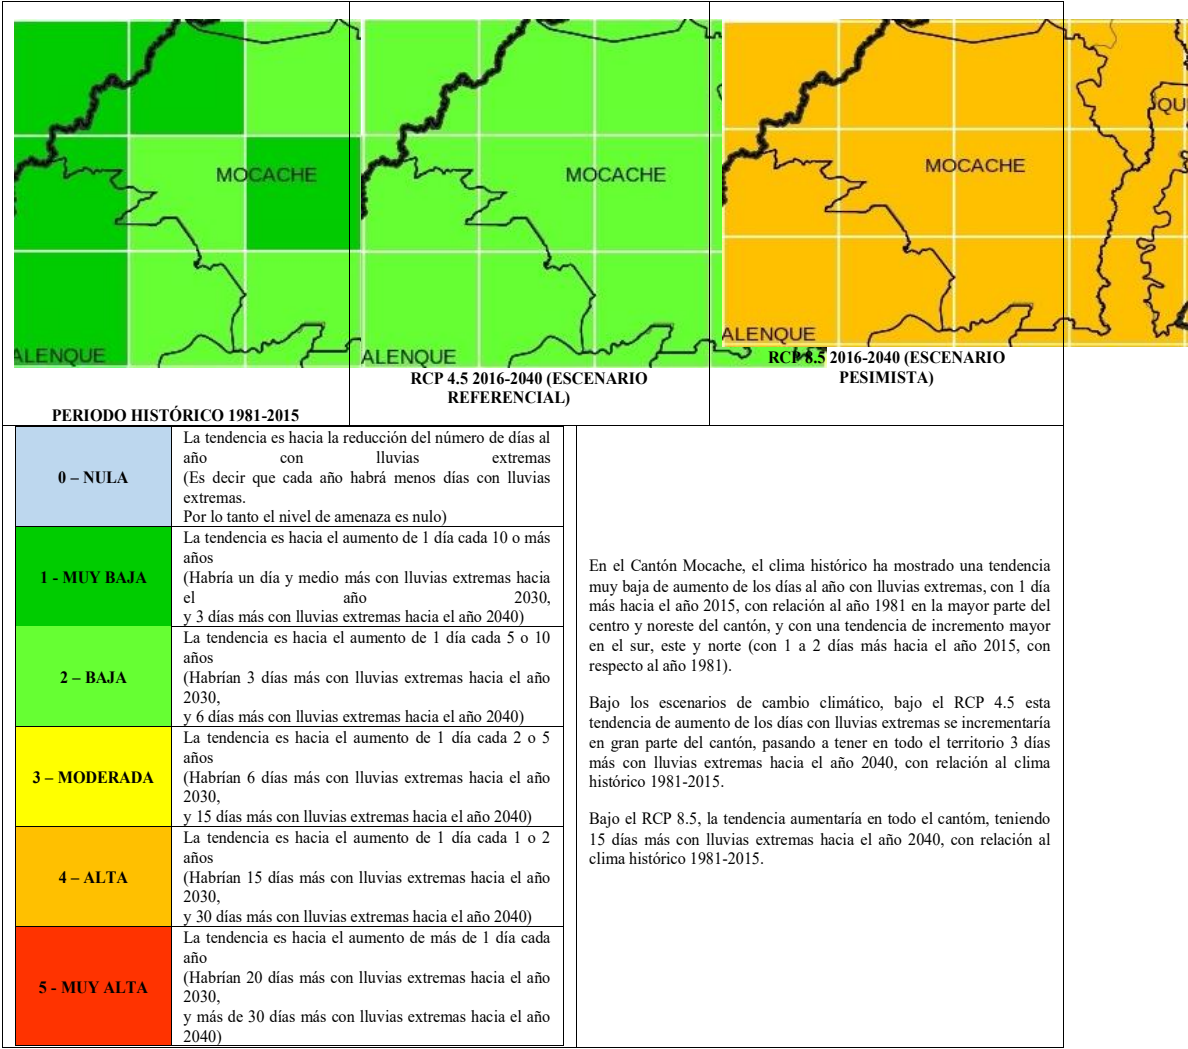 MOCACHE
ALENQUE
MOCACHE
ALENQUE
MOCACHE
QU
ALENQUE
PERIODO HISTÓRICO 1981-2015
RCP 4.5 2016-2040 (ESCENARIO
REFERENCIAL)
RCP 8.5 2016-2040 (ESCENARIO
PESIMISTA)
0 – NULA
La tendencia es hacia la reducción del número de días al
año con lluvias extremas
(Es decir que cada año habrá menos días con lluvias
extremas.
Por lo tanto el nivel de amenaza es nulo)
1 - MUY BAJA
La tendencia es hacia el aumento de 1 día cada 10 o más
años
(Habría un día y medio más con lluvias extremas hacia
el año 2030,
y 3 días más con lluvias extremas hacia el año 2040)
2 – BAJA
La tendencia es hacia el aumento de 1 día cada 5 o 10
años
(Habrían 3 días más con lluvias extremas hacia el año
2030,
y 6 días más con lluvias extremas hacia el año 2040)
3 – MODERADA
La tendencia es hacia el aumento de 1 día cada 2 o 5
años
(Habrían 6 días más con lluvias extremas hacia el año
2030,
y 15 días más con lluvias extremas hacia el año 2040)
4 – ALTA
La tendencia es hacia el aumento de 1 día cada 1 o 2
años
(Habrían 15 días más con lluvias extremas hacia el año
2030,
y 30 días más con lluvias extremas hacia el año 2040)
5 - MUY ALTA
La tendencia es hacia el aumento de más de 1 día cada
año
(Habrían 20 días más con lluvias extremas hacia el año
2030,
y más de 30 días más con lluvias extremas hacia el año
2040)
En el Cantón Mocache, el clima histórico ha mostrado una tendencia
muy baja de aumento de los días al año con lluvias extremas, con 1 día
más hacia el año 2015, con relación al año 1981 en la mayor parte del
centro y noreste del cantón, y con una tendencia de incremento mayor
en el sur, este y norte (con 1 a 2 días más hacia el año 2015, con
respecto al año 1981).
Bajo los escenarios de cambio climático, bajo el RCP 4.5 esta
tendencia de aumento de los días con lluvias extremas se incrementaría
en gran parte del cantón, pasando a tener en todo el territorio 3 días
más con lluvias extremas hacia el año 2040, con relación al clima
histórico 1981-2015.
Bajo el RCP 8.5, la tendencia aumentaría en todo el cantóm, teniendo
15 días más con lluvias extremas hacia el año 2040, con relación al
clima histórico 1981-2015.